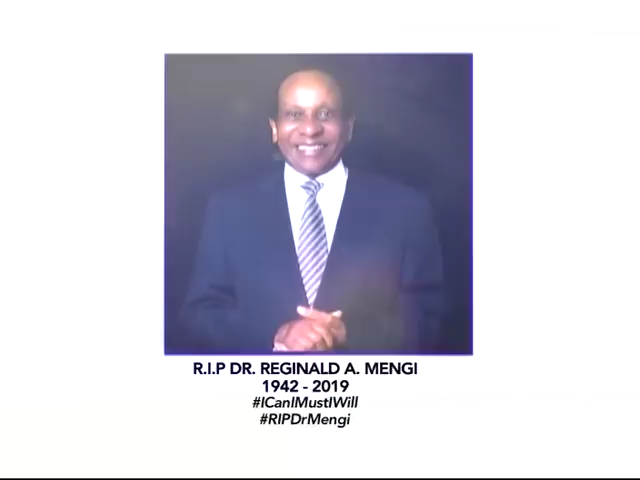 R.I.P DR. REGINALD A. MENGI
1942 - 2019
#ICanIMustIWill
#RIPDrMengi